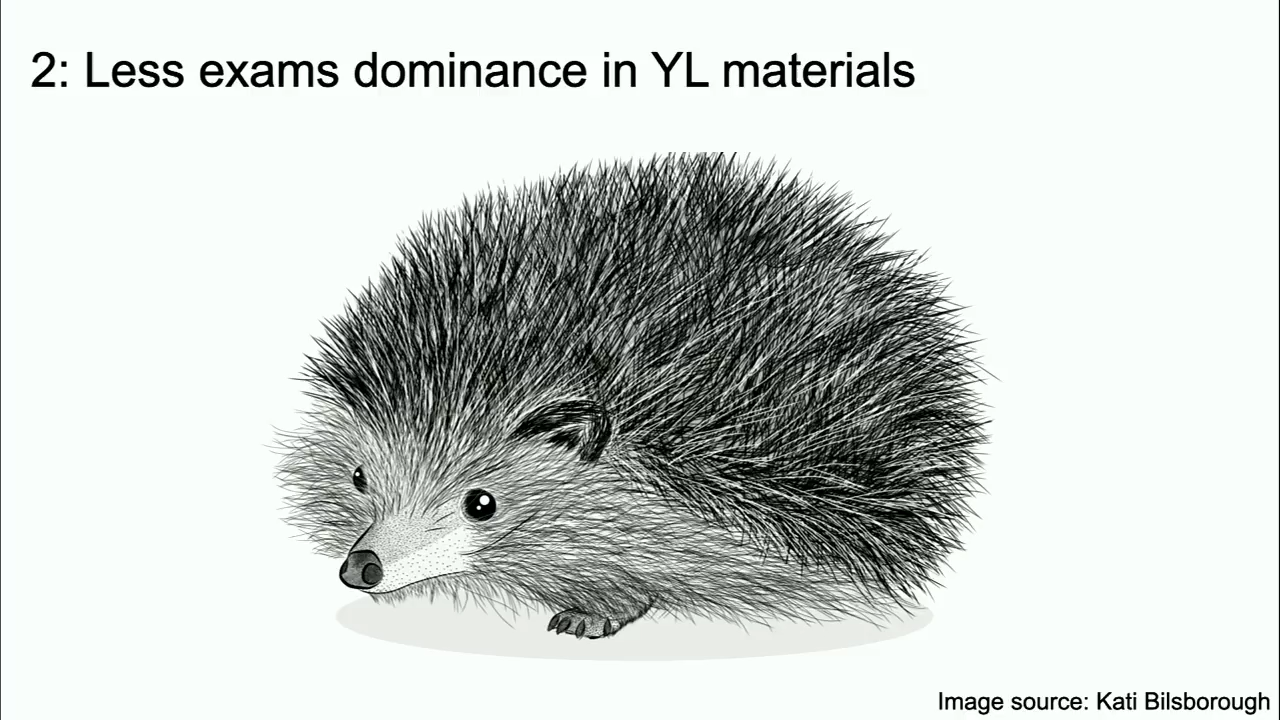 2: Less exams dominance in YL materials
Image source: Kati Bilsborough